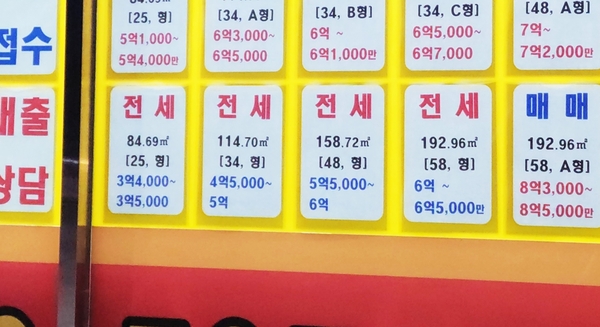 접수
대출
상담
84.69㎡
[25, 형]
5억1,000~
5억4,000만
[34, A형]
6억3,000~
6억5,000
[34, B형]
6억 ~
6억1,000만
[34, C형]
6억5,000~
6억7,000
[48, A형]
7억~
7억2,000만
전 세
84.69㎡
[25, 형]
3억4,000~
3억5,000
전 세
114.70㎡
[34, 형]
4억5,000~
5억
전 세
158.72㎡
[48, 형]
5억5,000~
6억
전 세
192.96㎡
[58, 형]
6억 ~
6억5,000만
매 매
192.96㎡
[58, A형]
8억3,000~
8억5,000만